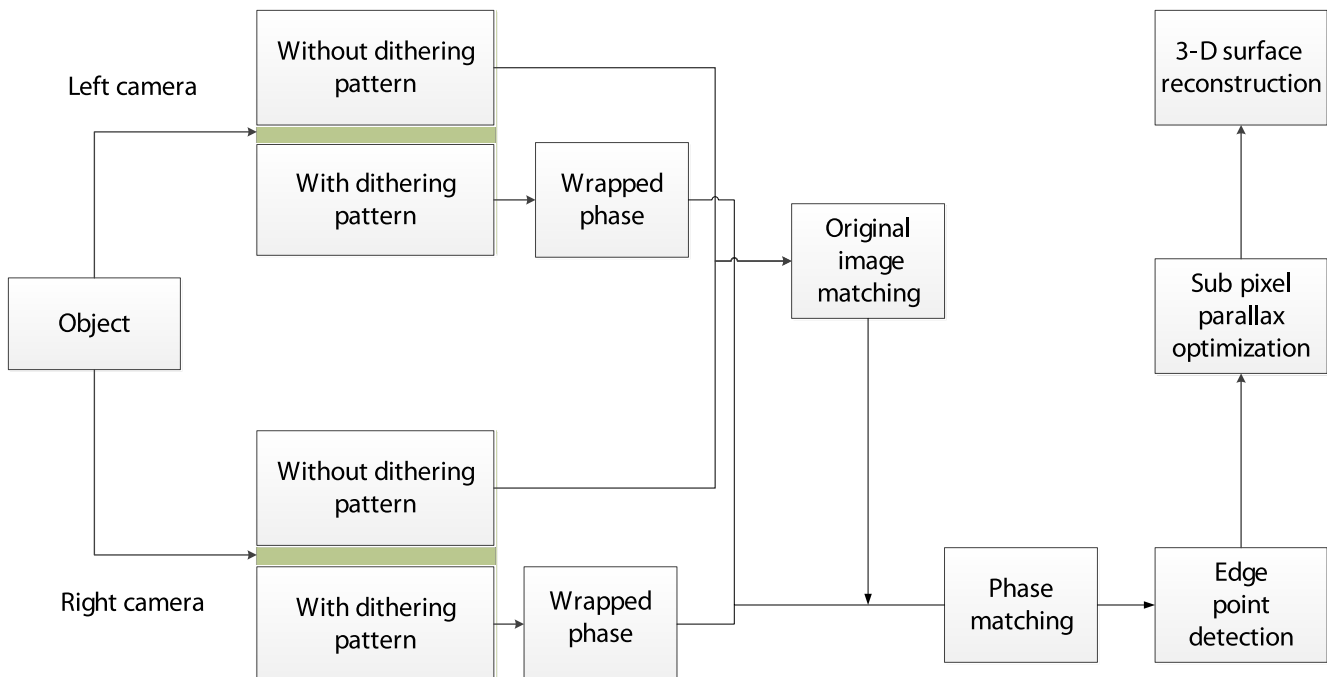 Without dithering
pattern
Left camera
With dithering
pattern
Wrapped
phase
Object
Original
image
matching
Without dithering
pattern
Right camera
With dithering
pattern
Wrapped
phase
Phase
matching
Edge
point
detection
Sub pixel
parallax
optimization
3-D surface
reconstruction